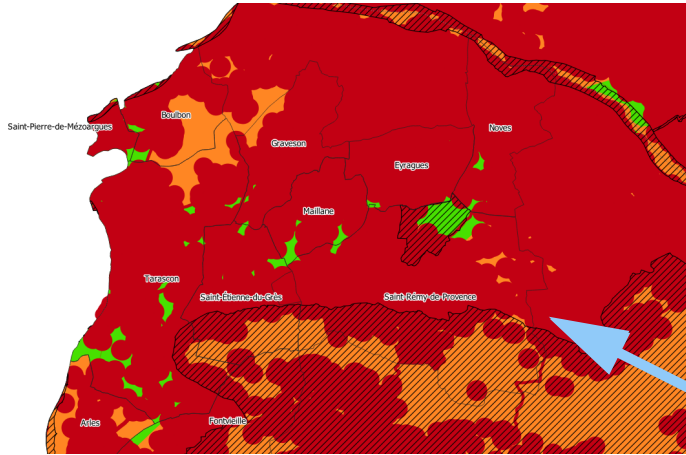 Boulbon
Saint-Pierre-de-Mézoargues
Noves
Graveson
Eyragues
Maillane
Tarascon
Saint-Étienne-du-Grès
Saint-Rémy-de-Provence
Arles
Fontvieille